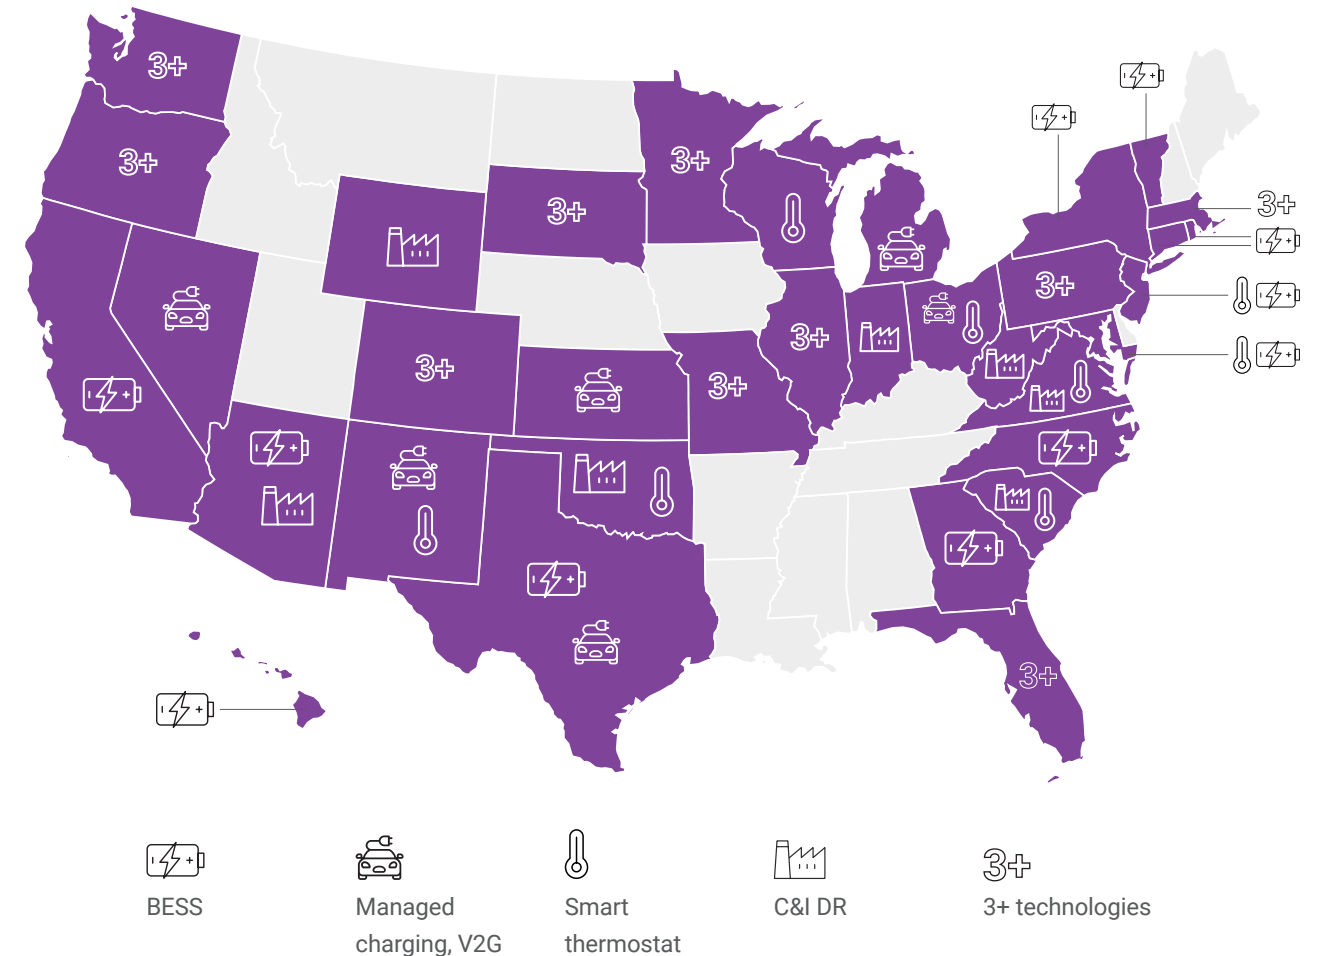 3+
3+
3+
3+
3+
3+
3+
3+
3+
3+
3+
BESS
Managed
charging, V2G
Smart
thermostat
C&I DR
3+ technologies